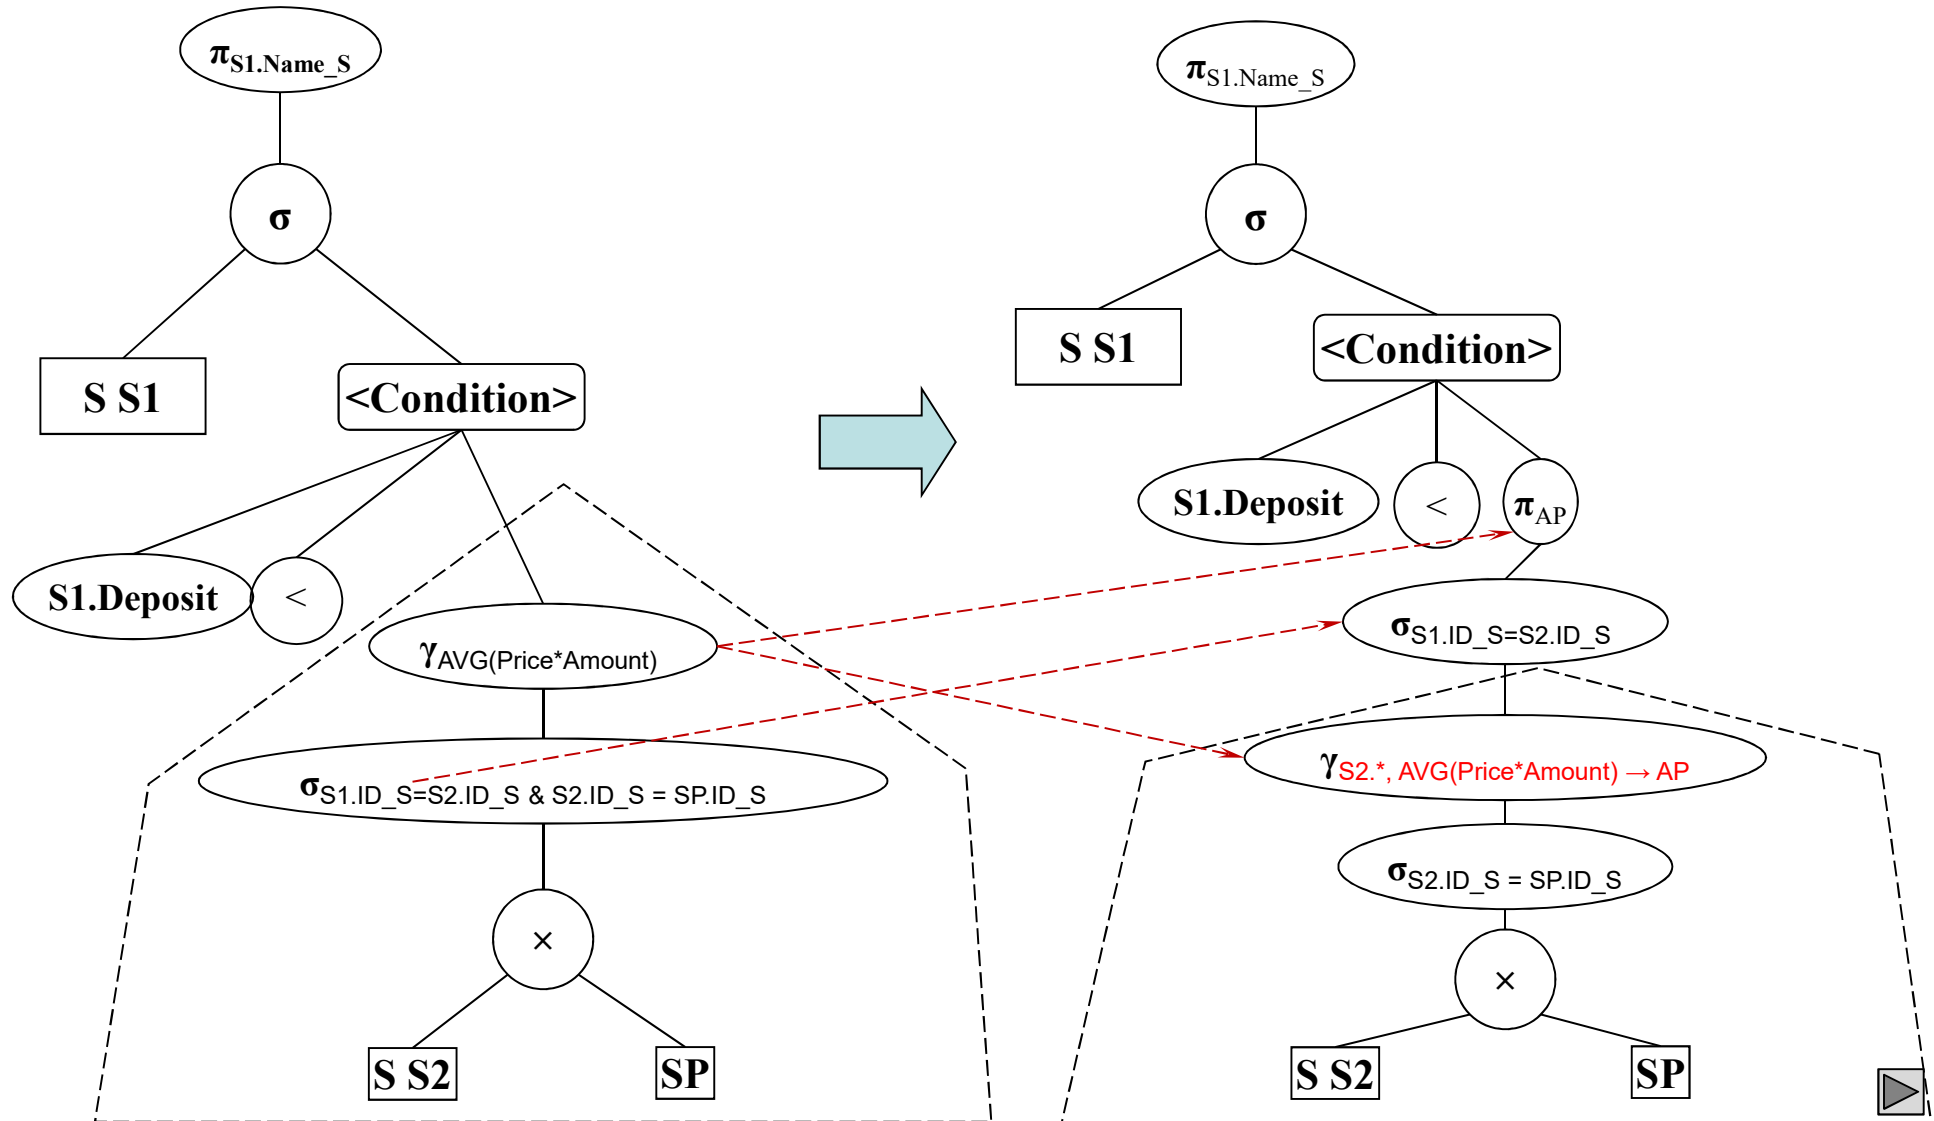 πS1.Name_S
σ
S S1
<Condition>
S1.Deposit
<
γAVG(Price*Amount)
σS1.ID_S=S2.ID_S & S2.ID_S = SP.ID_S
×
S S2
SP
πS1.Name_S
σ
S S1
<Condition>
S1.Deposit
<
πAP
σS1.ID_S=S2.ID_S
γS2.*, AVG(Price*Amount) → AP
σS2.ID_S = SP.ID_S
×
S S2
SP